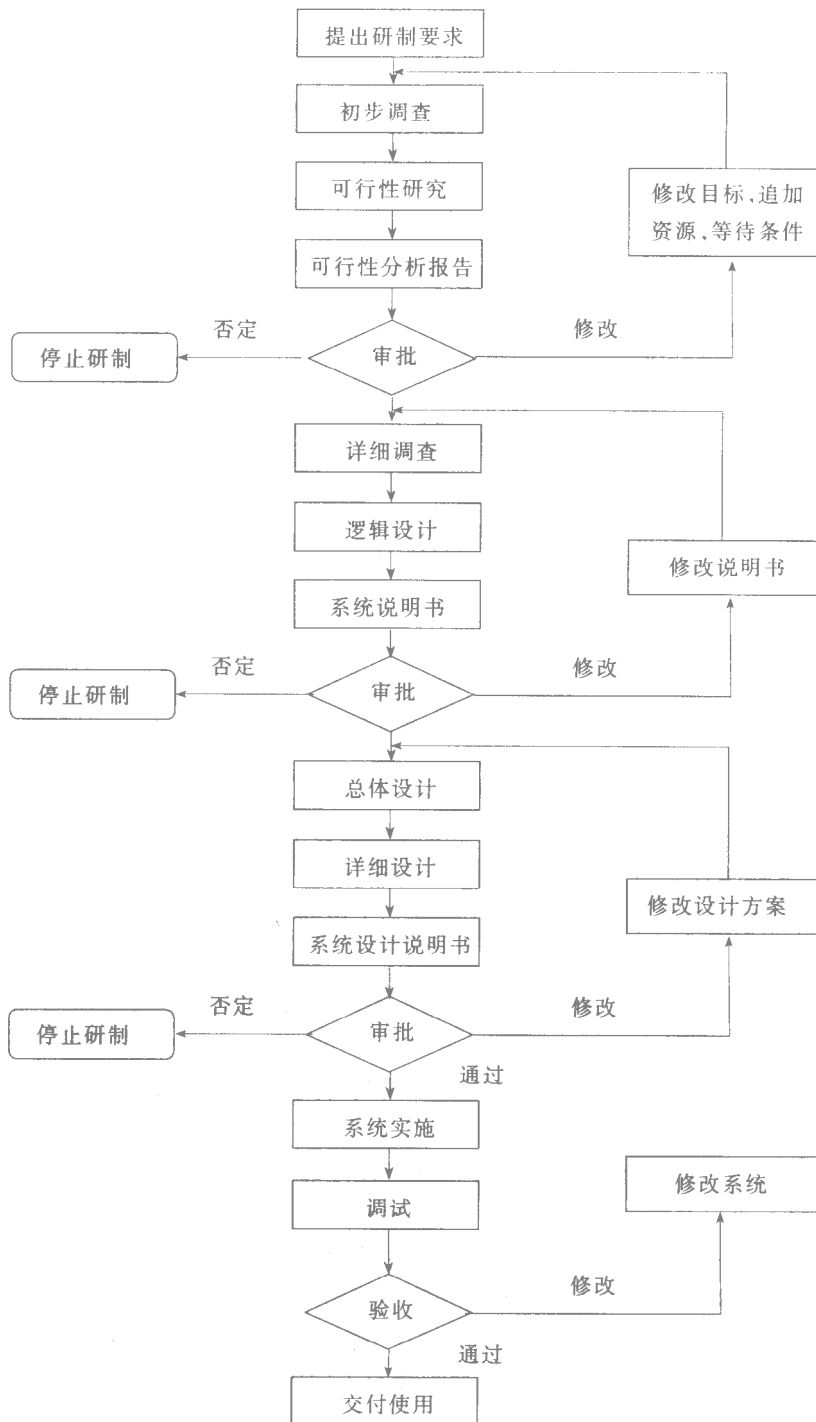 提出研制要求
初步调查
可行性研究
修改目标,追加
资源,等待条件
可行性分析报告
否定
修改
停止研制
审批
详细调查
逻辑设计
修改说明书
系统说明书
否定
修改
停止研制
审批
总体设计
详细设计
修改设计方案
系统设计说明书
否定
修改
停止研制
审批
通过
系统实施
修改系统
调试
修改
验收
通过
交付使用